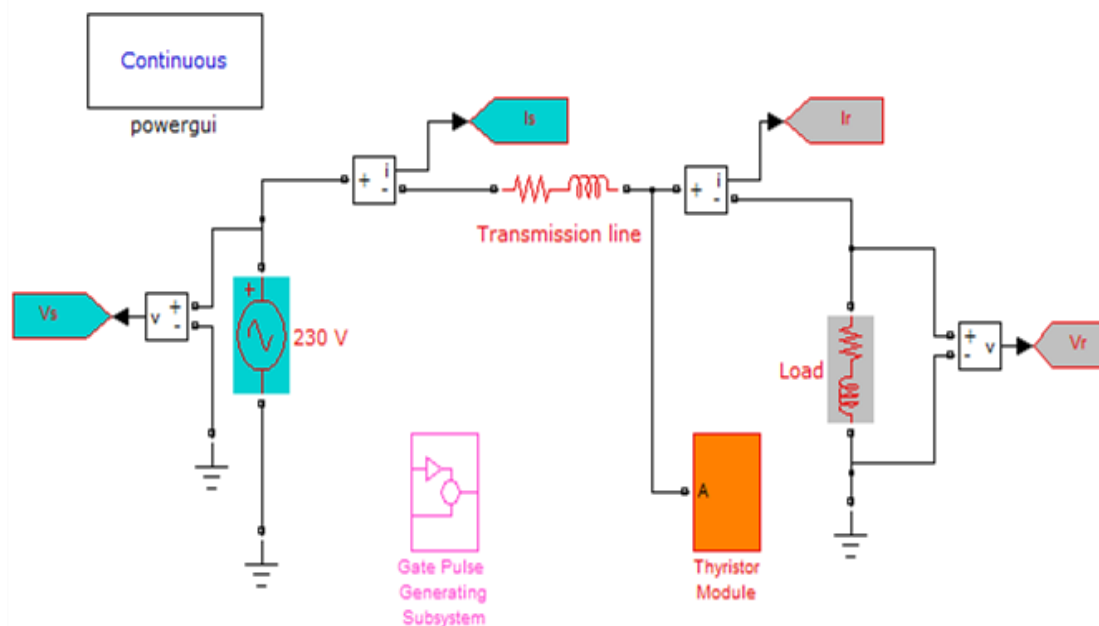 Continuous
powergui
Is
Ir
i
+
-
i
+
-
Transmission line
Vs
v
+
-
+
230 V
Load
+
-
v
Vr
A
Gate Pulse
Generating
Subsystem
Thyristor
Module